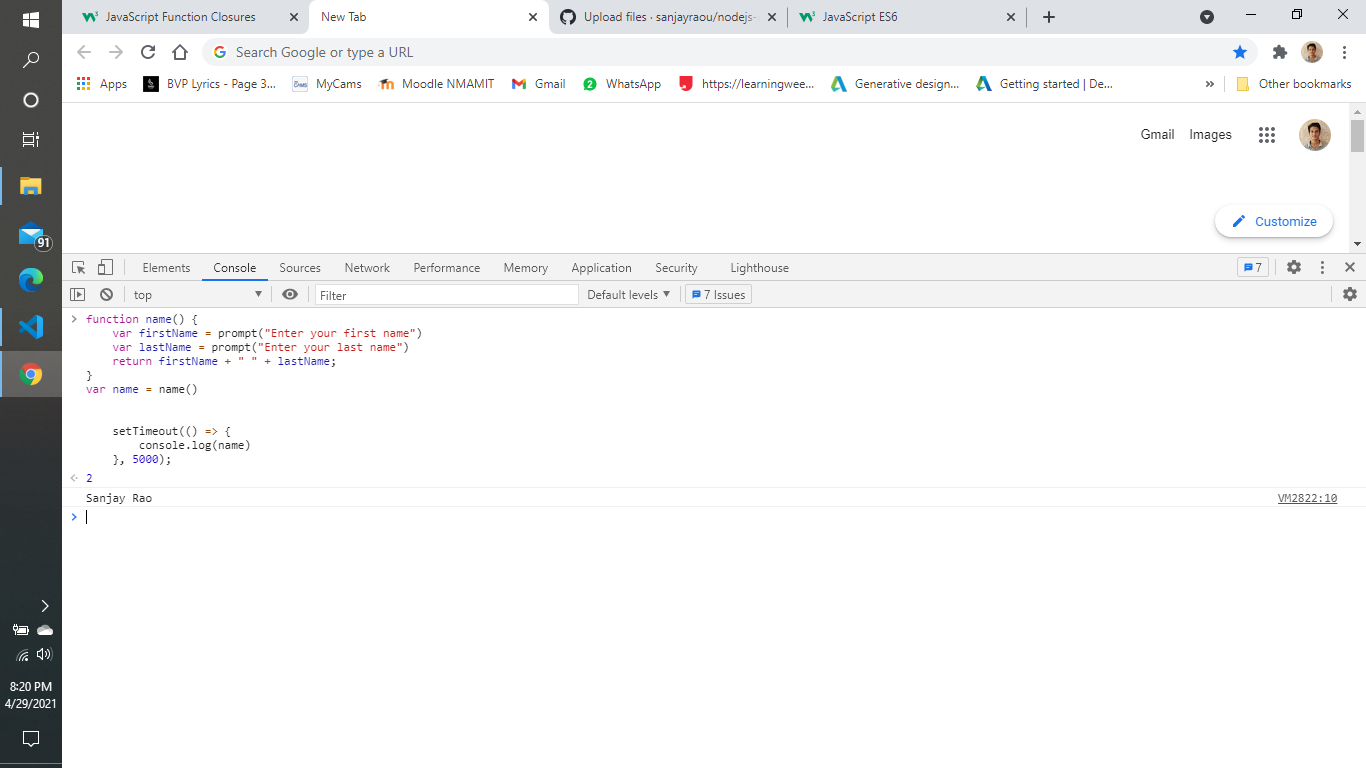 JavaScript Function Closures
New Tab
Upload files · sanjayraou/nodejs-
JavaScript ES6
Search Google or type a URL
Apps
BVP Lyrics - Page 3...
MyCams
Moodle NMAMIT
Gmail
2
WhatsApp
https://learningwee...
Generative design...
Getting started | De...
»
Other bookmarks
Gmail Images
Customize
91
Elements Console Sources Network Performance Memory Application Security Lighthouse 7
top Filter Default levels 7 Issues
function name() {
    var firstName = prompt("Enter your first name")
    var lastName = prompt("Enter your last name")
    return firstName + " " + lastName;
}
var name = name()
    setTimeout(() => {
        console.log(name)
    }, 5000);
2
Sanjay Rao VM2822:10
8:20 PM
4/29/2021